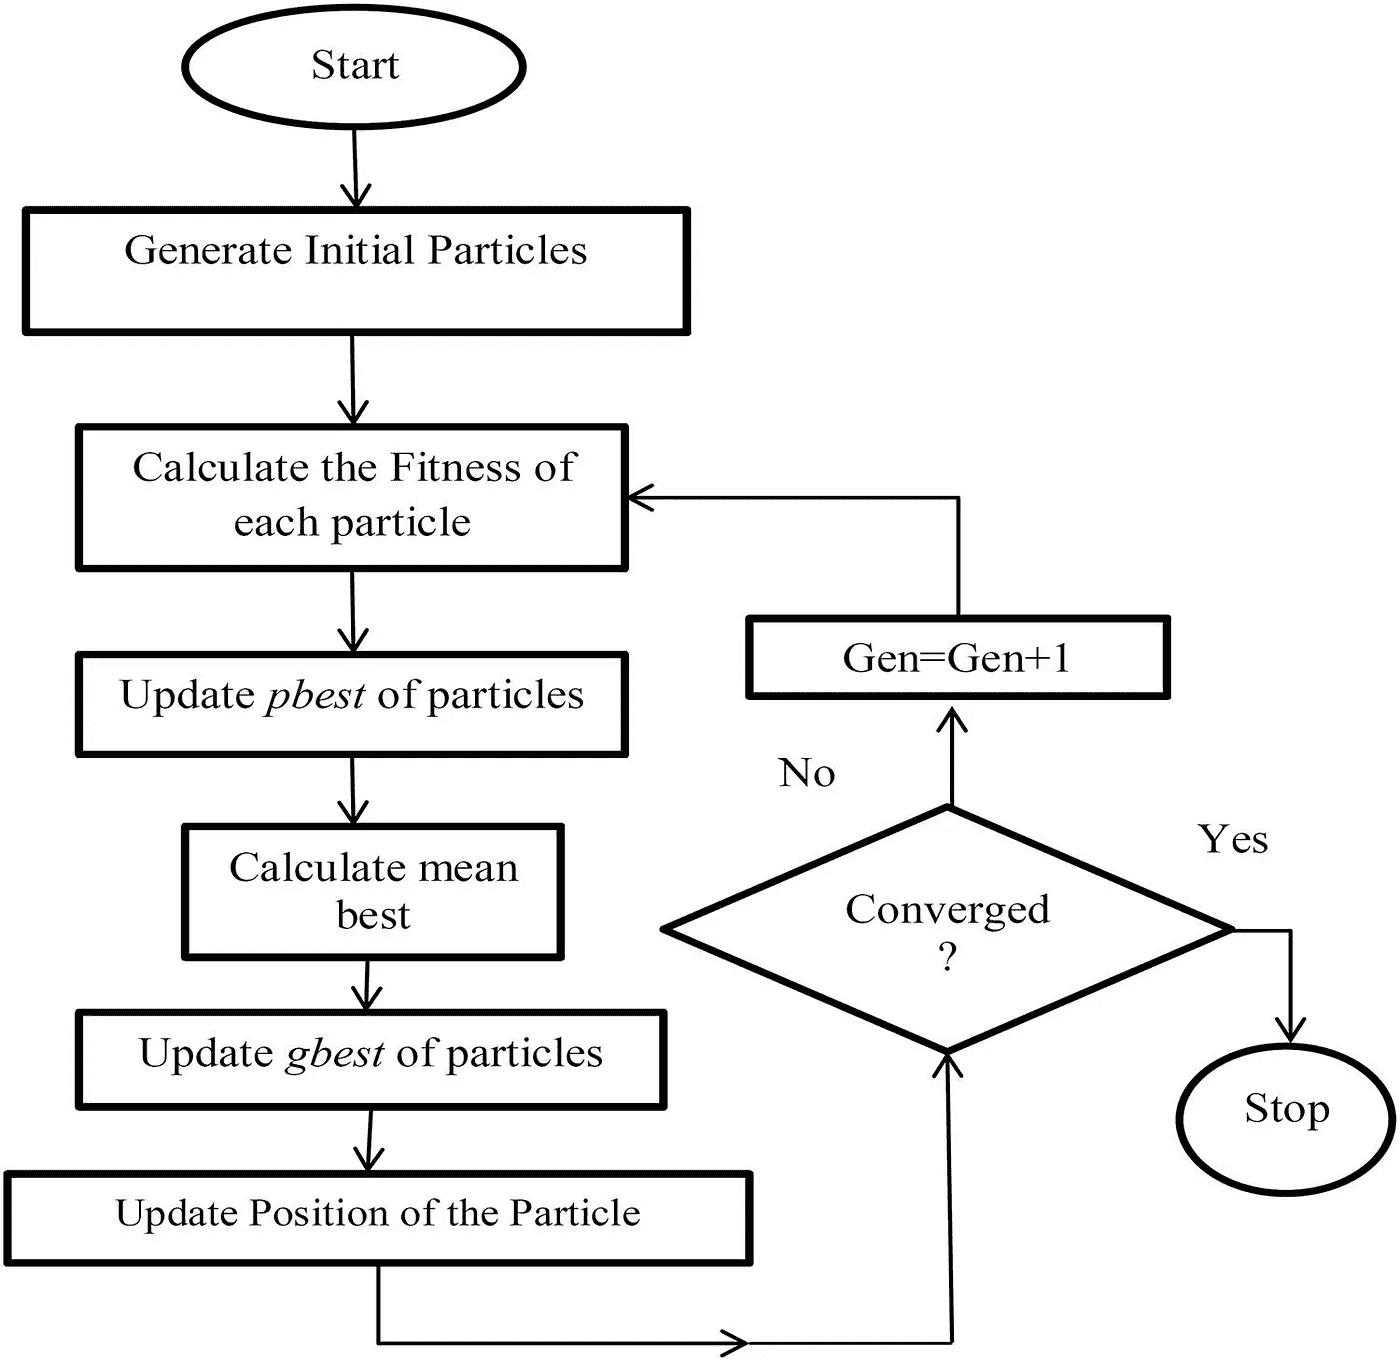 Start
Generate Initial Particles
Calculate the Fitness of
each particle
Update pbest of particles
Calculate mean
best
Update gbest of particles
Update Position of the Particle
Gen=Gen+1
No
Yes
Converged
?
Stop